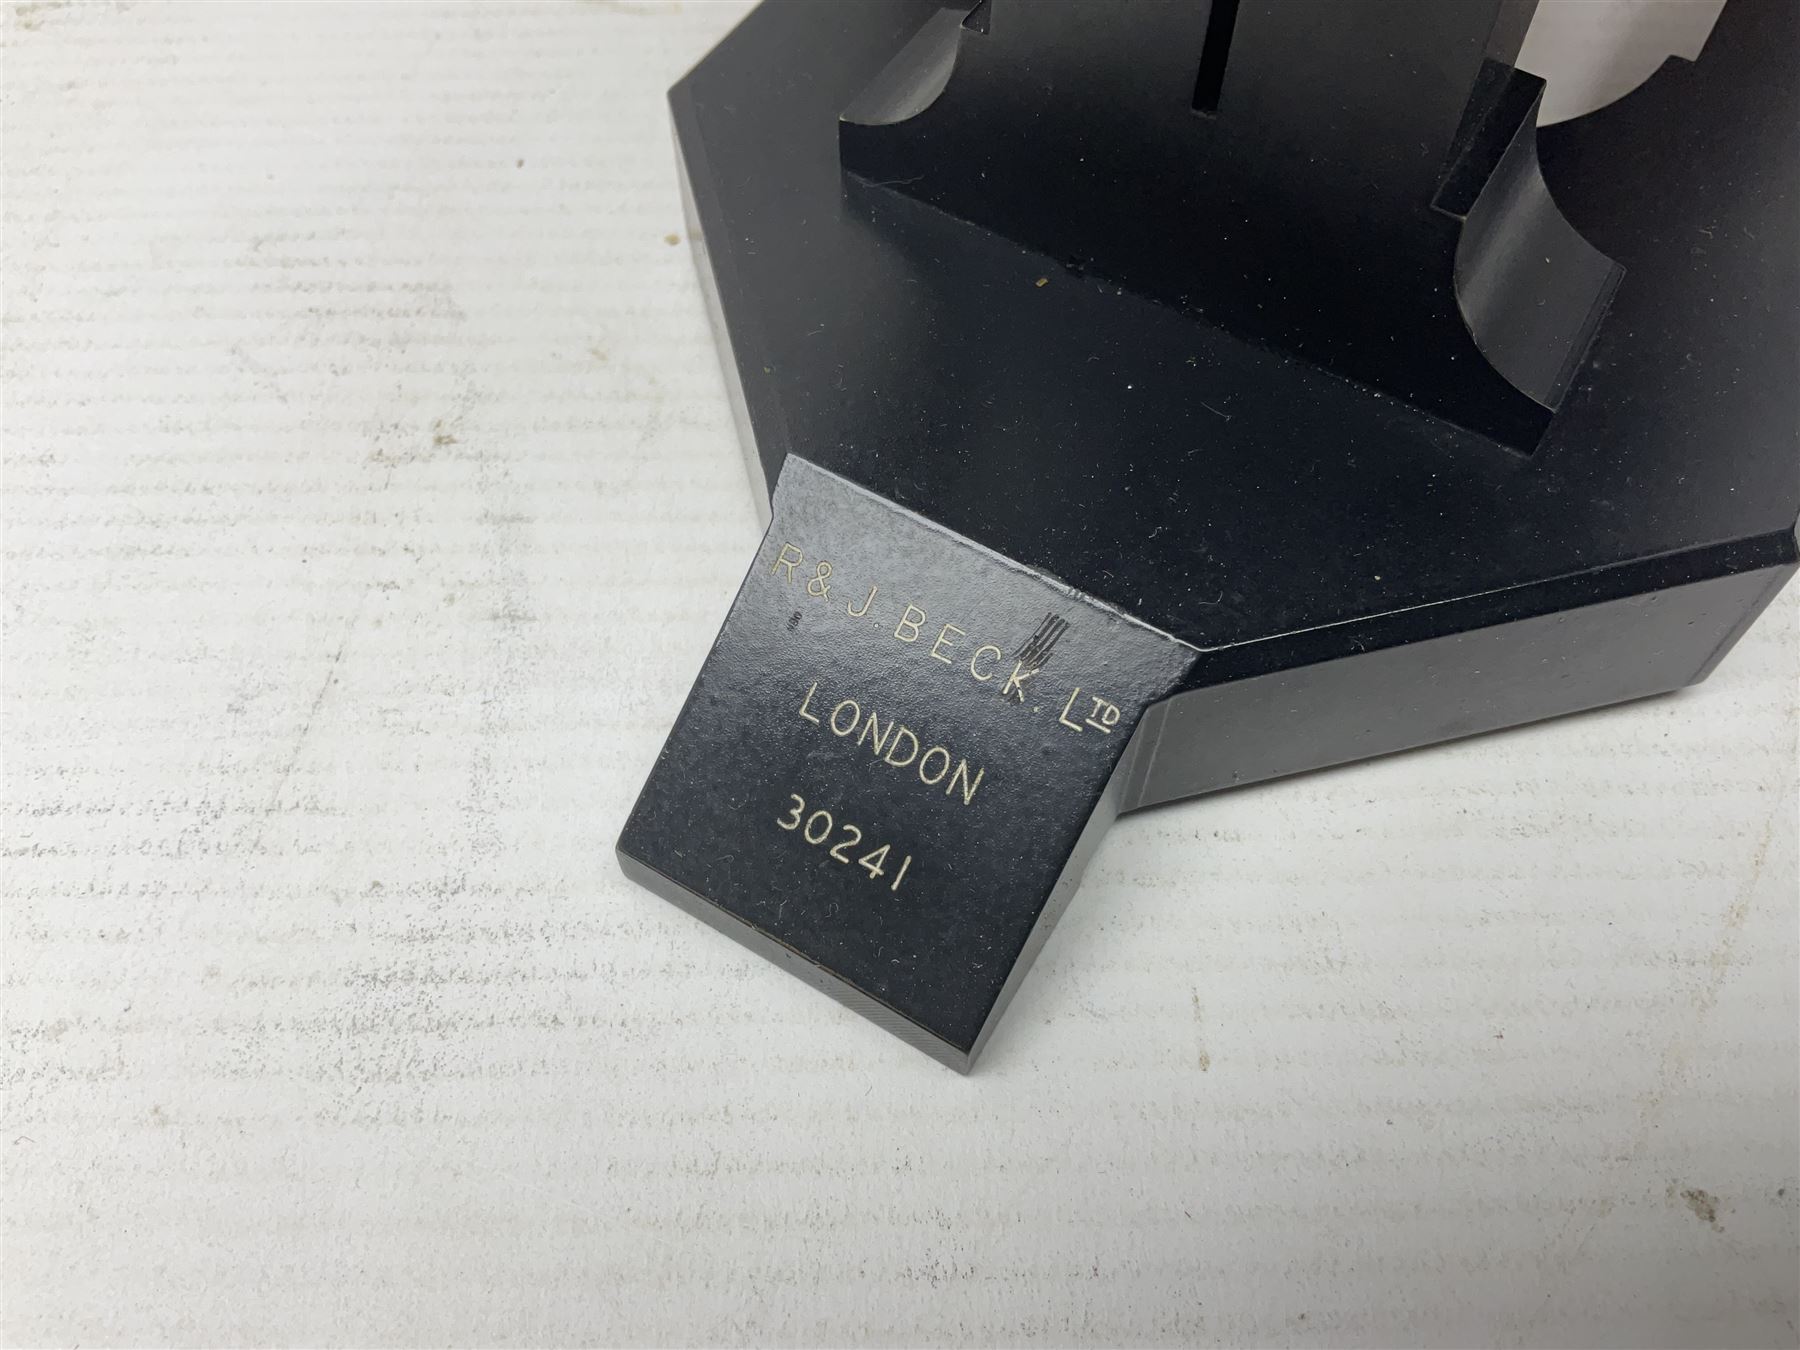 R & J. BECK. LTD
LONDON
30241